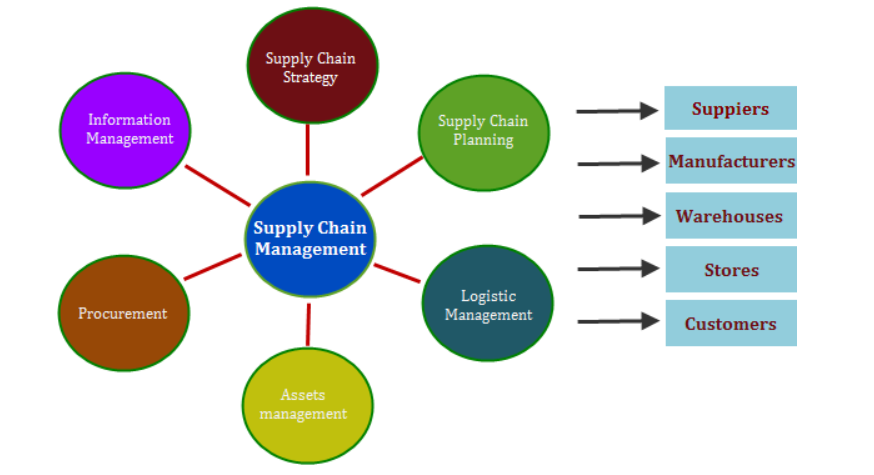 Supply Chain
Strategy
Information
Management
Supply Chain
Planning
Supply Chain
Management
Procurement
Logistic
Management
Assets
management
Suppiers
Manufacturers
Warehouses
Stores
Customers